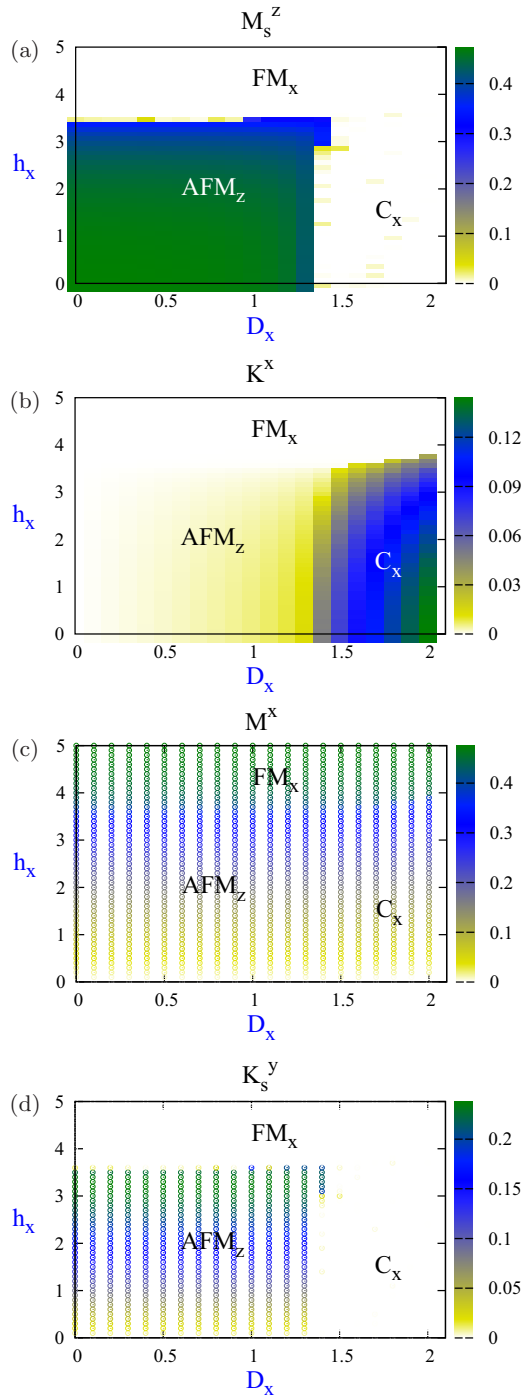 M_s^z
(a)
5
4
3
2
1
0
h_x
FM_x
AFM_z
C_x
0 0.5 1 1.5 2
D_x
0.4
0.3
0.2
0.1
0
K^x
(b)
5
4
3
2
1
0
h_x
FM_x
AFM_z
C_x
0 0.5 1 1.5 2
D_x
0.12
0.09
0.06
0.03
0
M^x
(c)
5
4
3
2
1
0
h_x
FM_x
AFM_z
C_x
0 0.5 1 1.5 2
D_x
0.4
0.3
0.2
0.1
0
K_s^y
(d)
5
4
3
2
1
0
h_x
FM_x
AFM_z
C_x
0 0.5 1 1.5 2
D_x
0.2
0.15
0.1
0.05
0